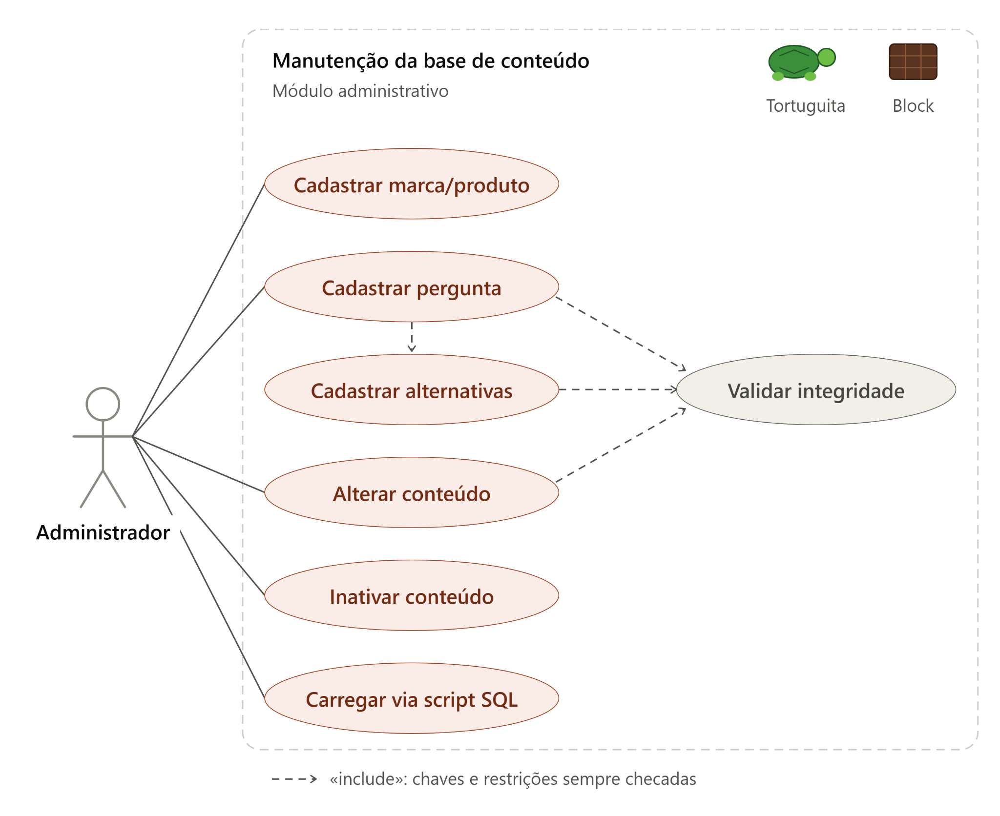 Manutenção da base de conteúdo
Módulo administrativo
Tortuguita
Block
Cadastrar marca/produto
Cadastrar pergunta
Cadastrar alternativas
Validar integridade
Alterar conteúdo
Administrador
Inativar conteúdo
Carregar via script SQL
«include»: chaves e restrições sempre checadas